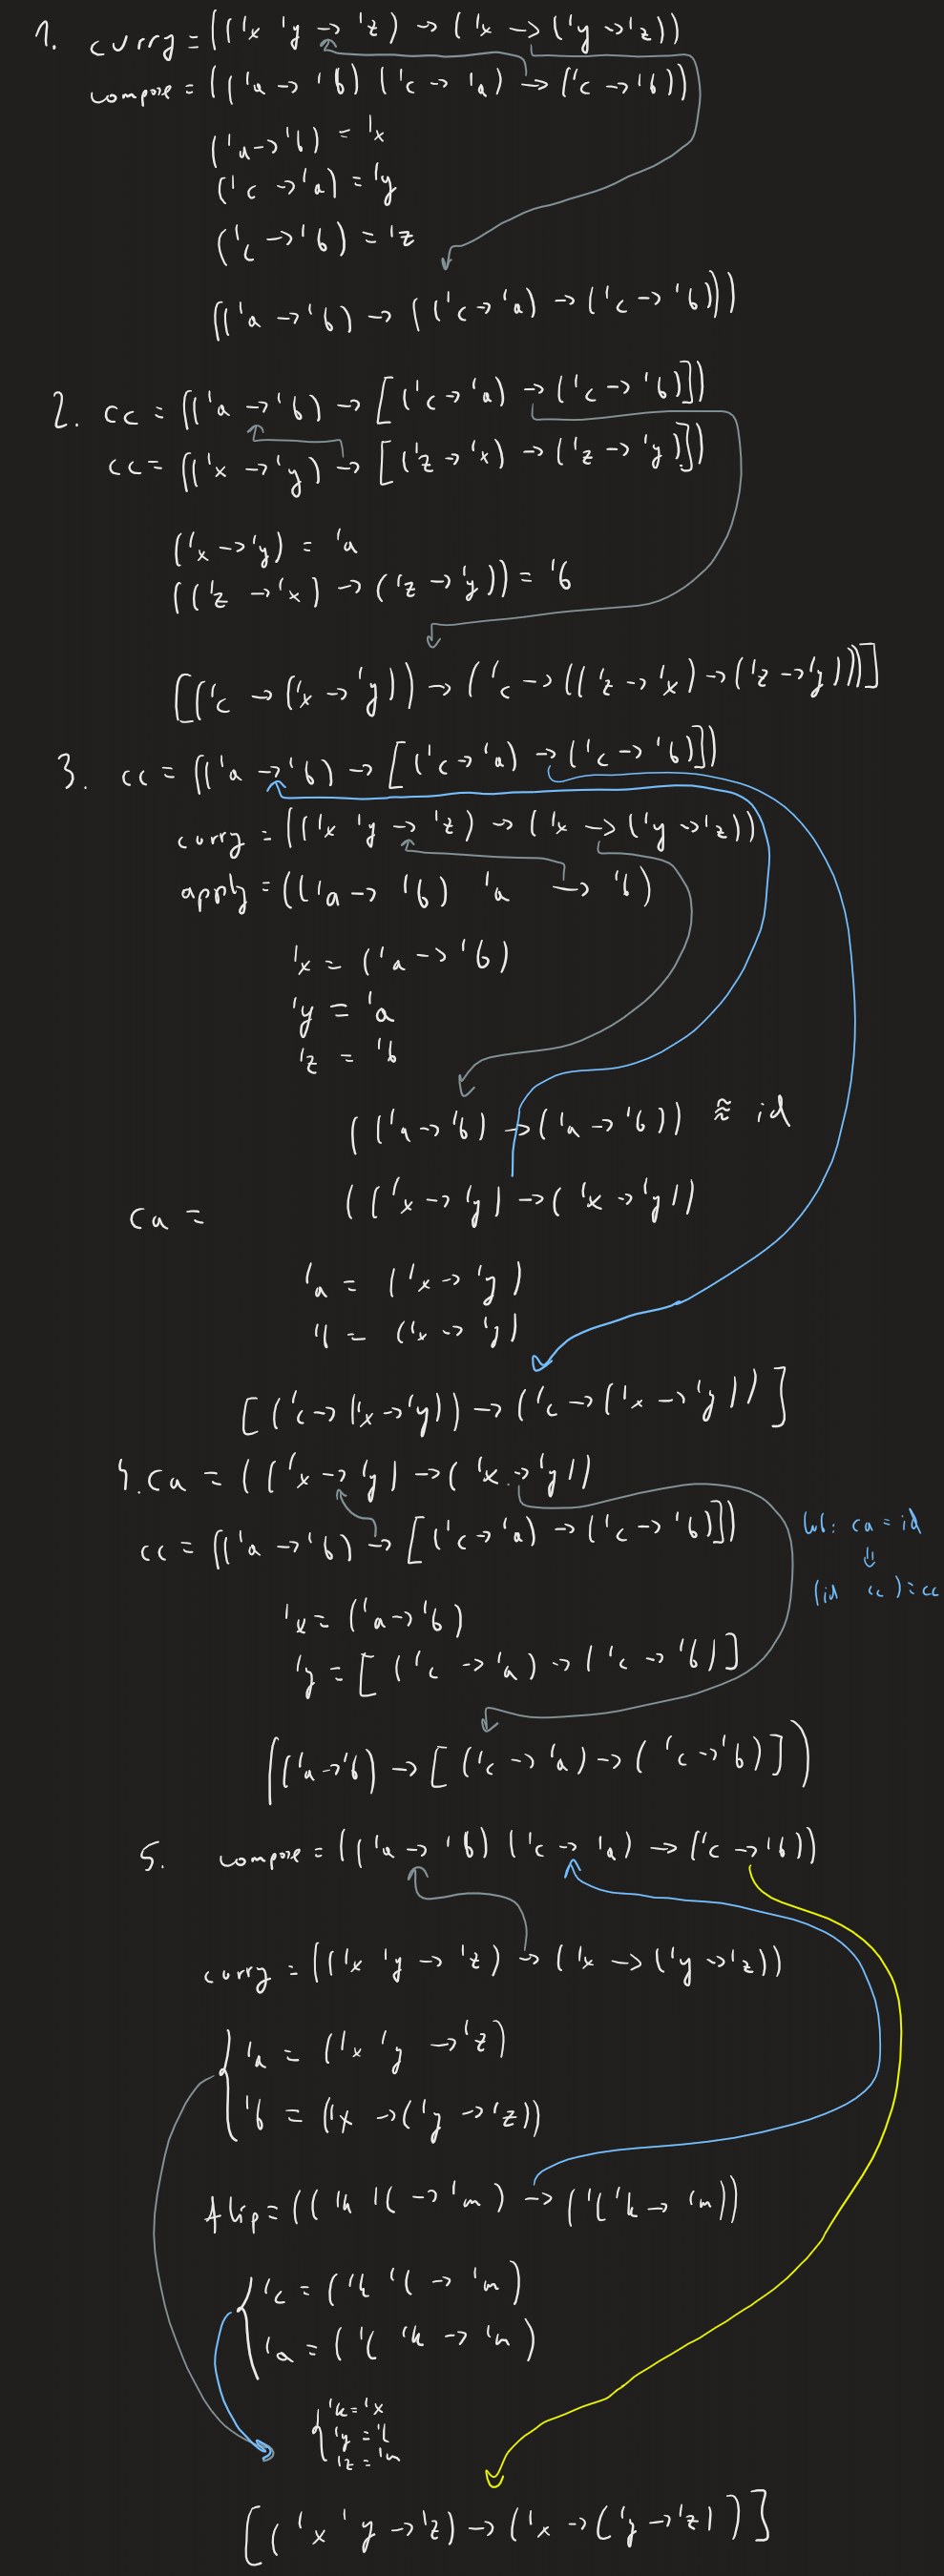 1. curry = (('x 'y -> 'z) -> ('x -> ('y -> 'z)))
compose = (('a -> 'b) ('c -> 'a) -> ('c -> 'b))
('a -> 'b) = 'x
('c -> 'a) = 'y
('c -> 'b) = 'z
(('a -> 'b) -> (('c -> 'a) -> ('c -> 'b)))
2. cc = (('a -> 'b) -> [('c -> 'a) -> ('c -> 'b)])
cc = (('x -> 'y) -> [('z -> 'x) -> ('z -> 'y)])
('x -> 'y) = 'a
(('z -> 'x) -> ('z -> 'y)) = 'b
[('c -> ('x -> 'y)) -> ('c -> (('z -> 'x) -> ('z -> 'y)))]
3. cc = (('a -> 'b) -> [('c -> 'a) -> ('c -> 'b)])
curry = (('x 'y -> 'z) -> ('x -> ('y -> 'z))
apply = (('a -> 'b) 'a -> 'b)
'x = ('a -> 'b)
'y = 'a
'z = 'b
(('a -> 'b) -> ('a -> 'b)) ≈ id
ca = (('x -> 'y) -> ('x -> 'y))
'a = ('x -> 'y)
= ('x -> 'y)
[('c -> ('x -> 'y)) -> ('c -> ('x -> 'y))]
4. ca = (('x -> 'y) -> ('x -> 'y))
cc = (('a -> 'b) -> [('c -> 'a) -> ('c -> 'b)])
ca = id
⇓
(id cc) = cc
'x = ('a -> 'b)
'y = [('c -> 'a) -> ('c -> 'b)]
(('a -> 'b) -> [('c -> 'a) -> ('c -> 'b)])
5. compose = (('a -> 'b) ('c -> 'a) -> ('c -> 'b))
curry = (('x 'y -> 'z) -> ('x -> ('y -> 'z))
'a = ('x 'y -> 'z)
'b = ('x -> ('y -> 'z))
flip = (('k 'l -> 'm) -> ('l 'k -> 'm))
'c = ('k 'l -> 'm)
'a = ('l 'k -> 'm)
'k = 'x
'y = 'l
'z = 'm
[('x 'y -> 'z) -> ('x -> ('y -> 'z))]